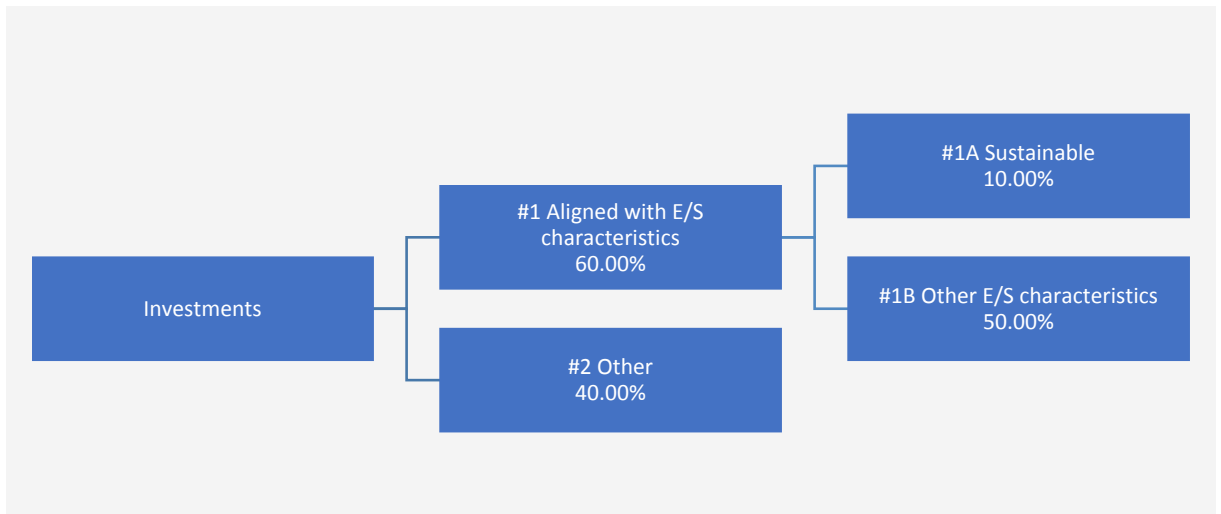 Investments
#1 Aligned with E/S
characteristics
60.00%
#2 Other
40.00%
#1A Sustainable
10.00%
#1B Other E/S characteristics
50.00%